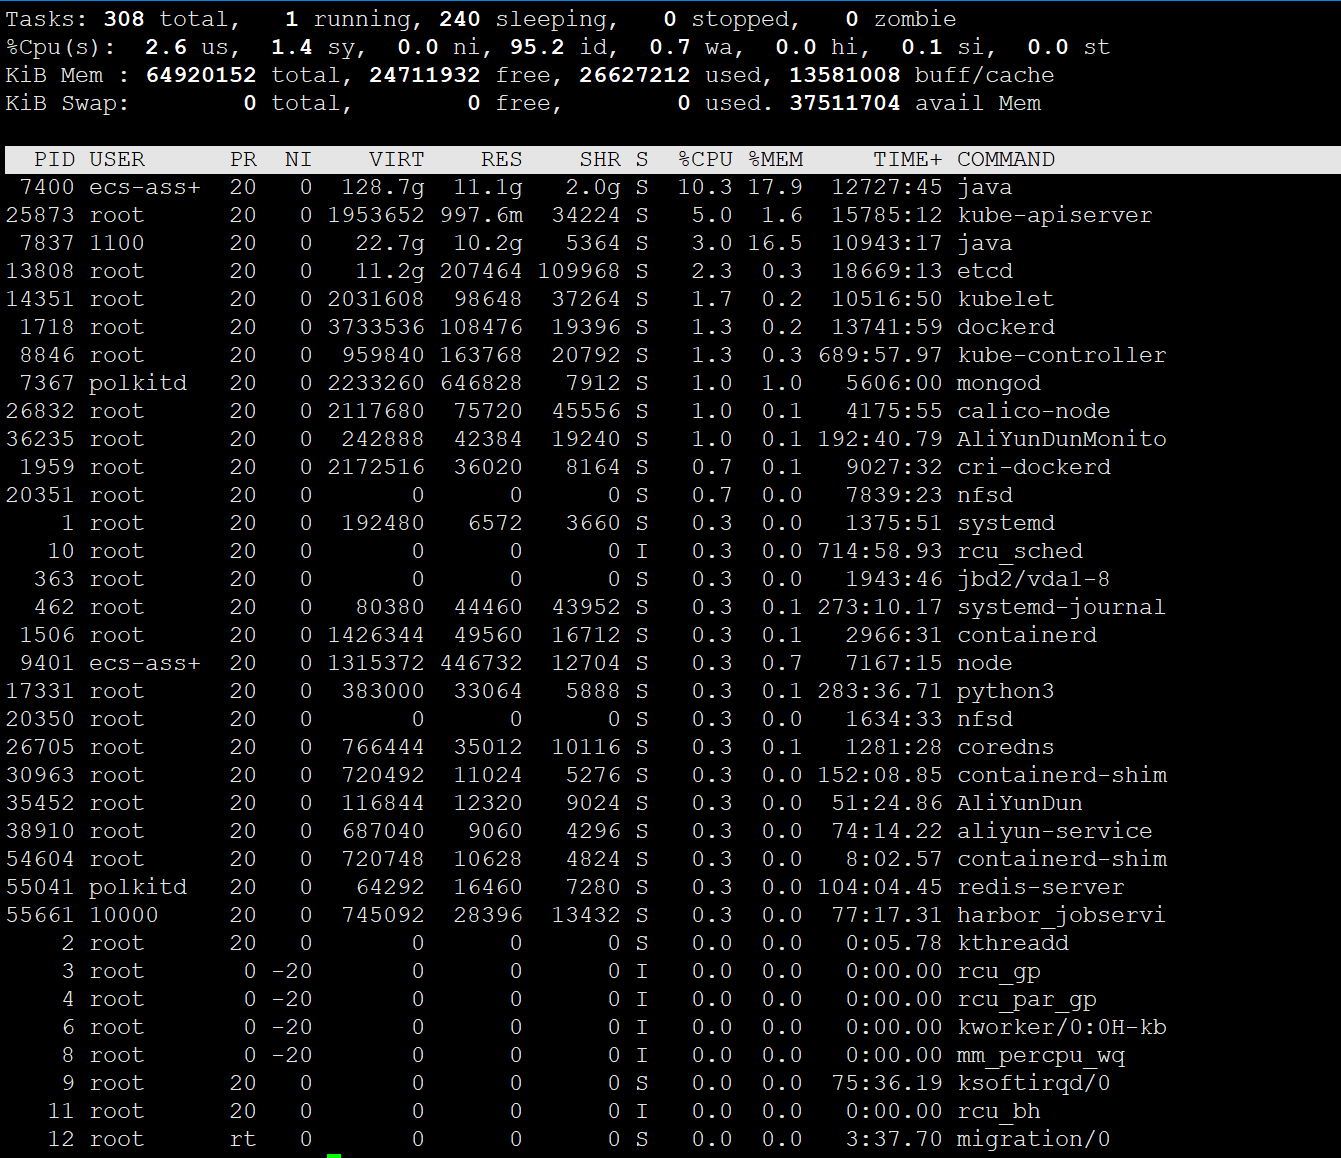 Tasks: 308 total,   1 running, 240 sleeping,   0 stopped,   0 zombie
%Cpu(s):  2.6 us,  1.4 sy,  0.0 ni, 95.2 id,  0.7 wa,  0.0 hi,  0.1 si,  0.0 st
KiB Mem : 64920152 total, 24711932 free, 26627212 used, 13581008 buff/cache
KiB Swap:        0 total,        0 free,        0 used. 37511704 avail Mem
PID USER PR NI VIRT RES SHR S %CPU %MEM TIME+ COMMAND
7400 ecs-ass+ 20 0 128.7g 11.1g 2.0g S 10.3 17.9 12727:45 java
25873 root 20 0 1953652 997.6m 34224 S 5.0 1.6 15785:12 kube-apiserver
7837 1100 20 0 22.7g 10.2g 5364 S 3.0 16.5 10943:17 java
13808 root 20 0 11.2g 207464 109968 S 2.3 0.3 18669:13 etcd
14351 root 20 0 2031608 98648 37264 S 1.7 0.2 10516:50 kubelet
1718 root 20 0 3733536 108476 19396 S 1.3 0.2 13741:59 dockerd
8846 root 20 0 959840 163768 20792 S 1.3 0.3 689:57.97 kube-controller
7367 polkitd 20 0 2233260 646828 7912 S 1.0 1.0 5606:00 mongod
26832 root 20 0 2117680 75720 45556 S 1.0 0.1 4175:55 calico-node
36235 root 20 0 242888 42384 19240 S 1.0 0.1 192:40.79 AliYunDunMonito
1959 root 20 0 2172516 36020 8164 S 0.7 0.1 9027:32 cri-dockerd
20351 root 20 0 0 0 0 S 0.7 0.0 7839:23 nfsd
1 root 20 0 192480 6572 3660 S 0.3 0.0 1375:51 systemd
10 root 20 0 0 0 0 I 0.3 0.0 714:58.93 rcu_sched
363 root 20 0 0 0 0 S 0.3 0.0 1943:46 jbd2/vda1-8
462 root 20 0 80380 44460 43952 S 0.3 0.1 273:10.17 systemd-journal
1506 root 20 0 1426344 49560 16712 S 0.3 0.1 2966:31 containerd
9401 ecs-ass+ 20 0 1315372 446732 12704 S 0.3 0.7 7167:15 node
17331 root 20 0 383000 33064 5888 S 0.3 0.1 283:36.71 python3
20350 root 20 0 0 0 0 S 0.3 0.0 1634:33 nfsd
26705 root 20 0 766444 35012 10116 S 0.3 0.1 1281:28 coredns
30963 root 20 0 720492 11024 5276 S 0.3 0.0 152:08.85 containerd-shim
35452 root 20 0 116844 12320 9024 S 0.3 0.0 51:24.86 AliYunDun
38910 root 20 0 687040 9060 4296 S 0.3 0.0 74:14.22 aliyun-service
54604 root 20 0 720748 10628 4824 S 0.3 0.0 8:02.57 containerd-shim
55041 polkitd 20 0 64292 16460 7280 S 0.3 0.0 104:04.45 redis-server
55661 10000 20 0 745092 28396 13432 S 0.3 0.0 77:17.31 harbor_jobservi
2 root 20 0 0 0 0 S 0.0 0.0 0:05.78 kthreadd
3 root 0 -20 0 0 0 I 0.0 0.0 0:00.00 rcu_gp
4 root 0 -20 0 0 0 I 0.0 0.0 0:00.00 rcu_par_gp
6 root 0 -20 0 0 0 I 0.0 0.0 0:00.00 kworker/0:0H-kb
8 root 0 -20 0 0 0 I 0.0 0.0 0:00.00 mm_percpu_wq
9 root 20 0 0 0 0 S 0.0 0.0 75:36.19 ksoftirqd/0
11 root 20 0 0 0 0 I 0.0 0.0 0:00.00 rcu_bh
12 root rt 0 0 0 0 S 0.0 0.0 3:37.70 migration/0